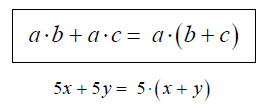 a·b + a·c = a·(b + c)
5x + 5y = 5·(x + y)